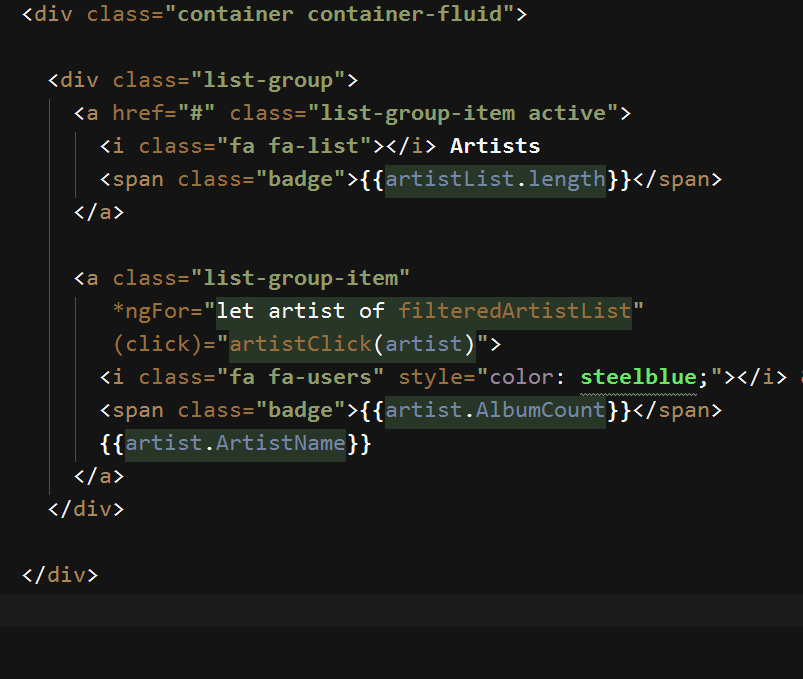 <div class="container container-fluid">
<div class="list-group">
<a href="#" class="list-group-item active">
<i class="fa fa-list"></i> Artists
<span class="badge">{{artistList.length}}</span>
</a>
<a class="list-group-item"
*ngFor="let artist of filteredArtistList"
(click)="artistClick(artist)">
<i class="fa fa-users" style="color: steelblue;"></i>
<span class="badge">{{artist.AlbumCount}}</span>
{{artist.ArtistName}}
</a>
</div>
</div>